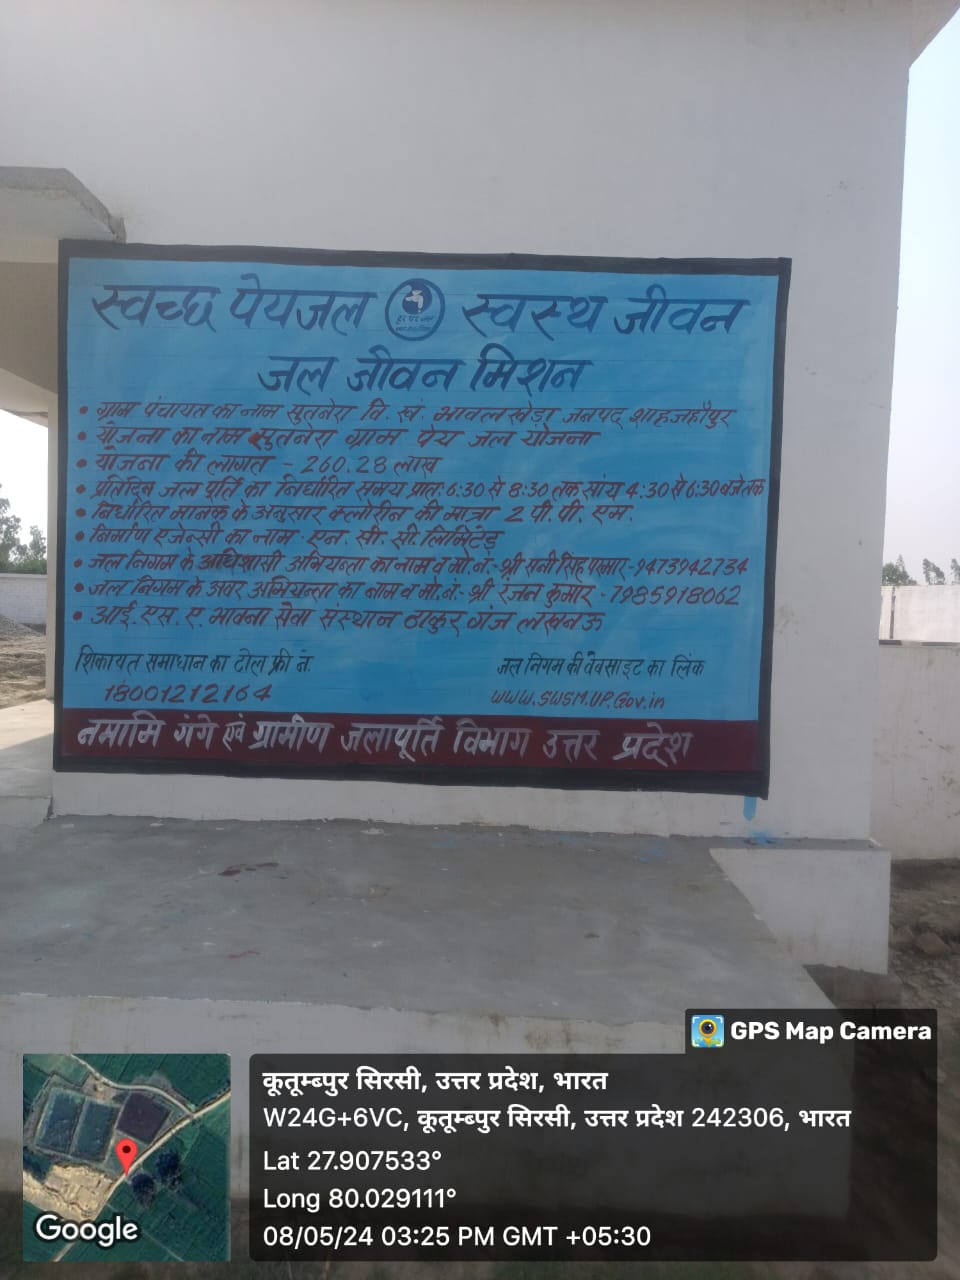 स्वच्छ पेयजल हर घर जल स्वस्थ जीवन
जल जीवन मिशन
• ग्राम पंचायत का नाम सुतनेरा वि. खं. भावल खेड़ा जनपद शाहजहाँपुर
• योजना का नाम सुतनेरा ग्राम पेय जल योजना
• योजना की लागत - 260.28 लाख
• प्रतिदिन जल पूर्ति का निर्धारित समय प्रातः 6:30 से 8:30 तक सांय 4:30 से 6:30 बजे तक
• निर्धारित मानक के अनुसार क्लोरीन की मात्रा 2 पी. पी. एम.
• निर्माण एजेन्सी का नाम - एन. सी. सी. लिमिटेड
• जल निगम के अधिशासी अभियन्ता का नाम व मो. नं.- श्री सनी सिंह परमार - 9473942734
• जल निगम के अवर अभियन्ता का नाम व मो. नं.- श्री रंजन कुमार - 7985918062
• आई. एस. ए. भावना सेवा संस्थान ठाकुर गंज लखनऊ
शिकायत समाधान का टोल फ्री नं.
18001212164
जल निगम की वेबसाइट का लिंक
www.SWSM.UP.Gov.in
नमामि गंगे एवं ग्रामीण जलापूर्ति विभाग उत्तर प्रदेश
GPS Map Camera
कूतूम्ब्पुर सिरसी, उत्तर प्रदेश, भारत
W24G+6VC, कूतूम्ब्पुर सिरसी, उत्तर प्रदेश 242306, भारत
Lat 27.907533°
Long 80.029111°
08/05/24 03:25 PM GMT +05:30
Google